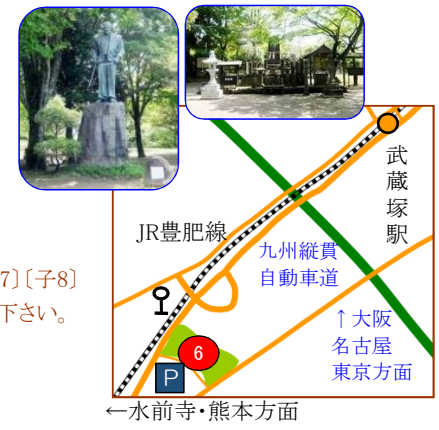 武蔵塚駅
JR豊肥線
九州縦貫
自動車道
7〕〔子8〕
下さい。
↑大阪
名古屋
東京方面
6
P
←水前寺・熊本方面